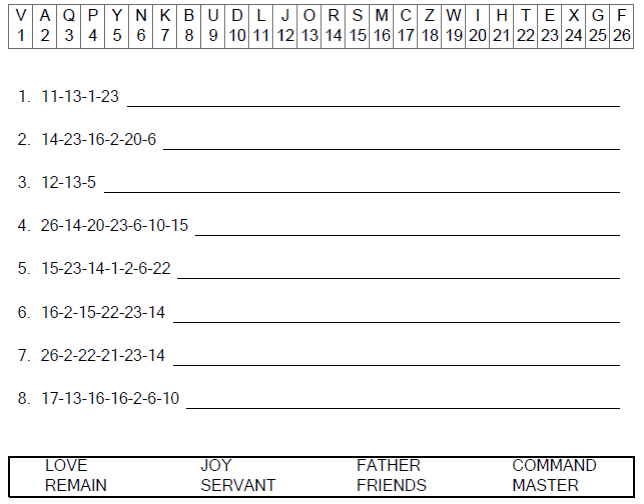 V A Q P Y N K B U D L J O R S M C Z W I H T E X G F
1 2 3 4 5 6 7 8 9 10 11 12 13 14 15 16 17 18 19 20 21 22 23 24 25 26
1. 11-13-1-23
2. 14-23-16-2-20-6
3. 12-13-5
4. 26-14-20-23-6-10-15
5. 15-23-14-1-2-6-22
6. 16-2-15-22-23-14
7. 26-2-22-21-23-14
8. 17-13-16-16-2-6-10
LOVE JOY FATHER COMMAND
REMAIN SERVANT FRIENDS MASTER